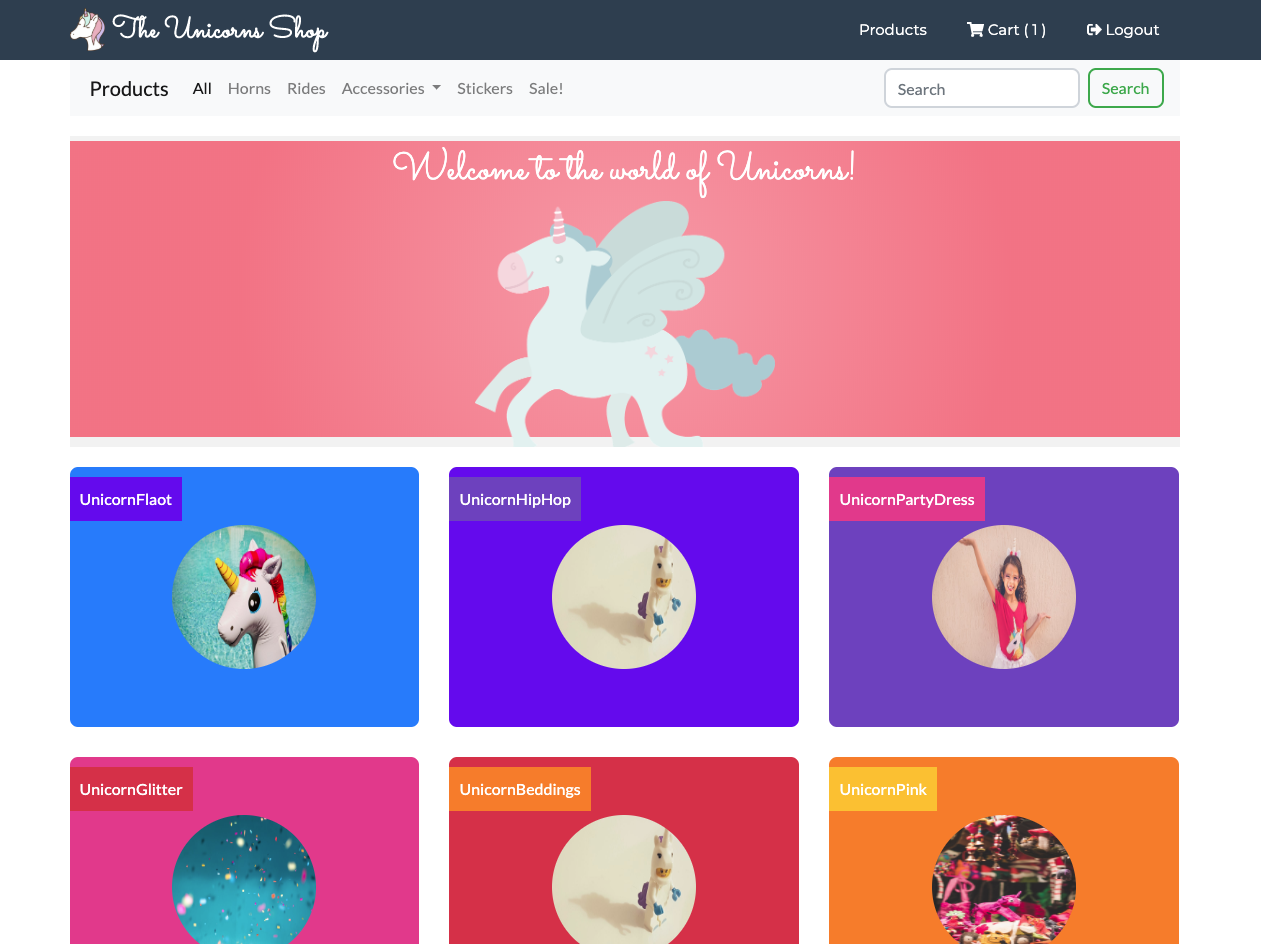 The Unicorns Shop
Products
Cart ( 1 )
Logout
Products
All
Horns
Rides
Accessories
Stickers
Sale!
Search
Search
Welcome to the world of Unicorns!
UnicornFlaot
UnicornHipHop
UnicornPartyDress
UnicornGlitter
UnicornBeddings
UnicornPink